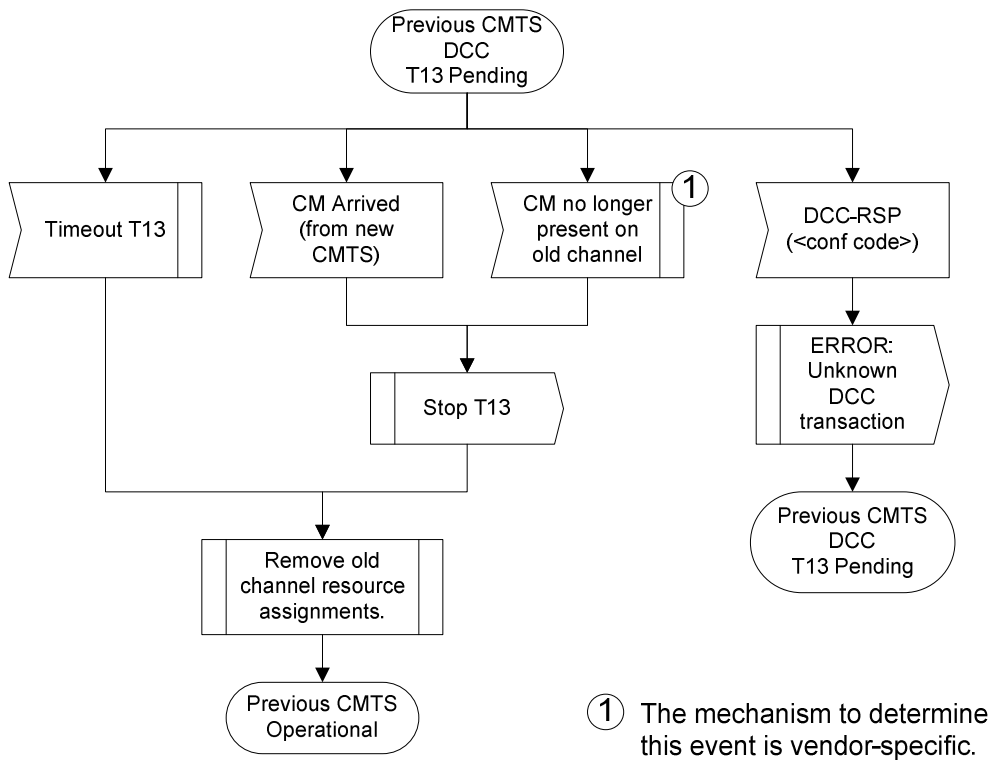 Previous CMTS
DCC
T13 Pending
Timeout T13
CM Arrived
(from new
CMTS)
CM no longer
present on
old channel
1
DCC-RSP
(<conf code>)
Stop T13
ERROR:
Unknown
DCC
transaction
Previous CMTS
DCC
T13 Pending
Remove old
channel resource
assignments.
Previous CMTS
Operational
1 The mechanism to determine
this event is vendor-specific.